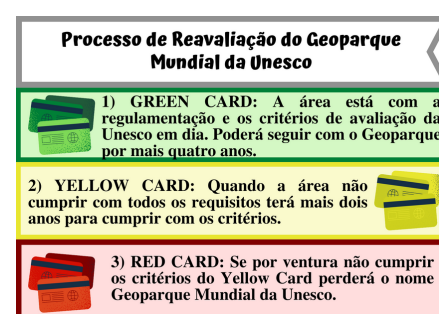 Processo de Reavaliação do Geoparque
Mundial da Unesco
1) GREEN CARD: A área está com a
regulamentação e os critérios de avaliação da
Unesco em dia. Poderá seguir com o Geoparque
por mais quatro anos.
2) YELLOW CARD: Quando a área não
cumprir com todos os requisitos terá mais dois
anos para cumprir com os critérios.
3) RED CARD: Se por ventura não cumprir
os critérios do Yellow Card perderá o nome
Geoparque Mundial da Unesco.